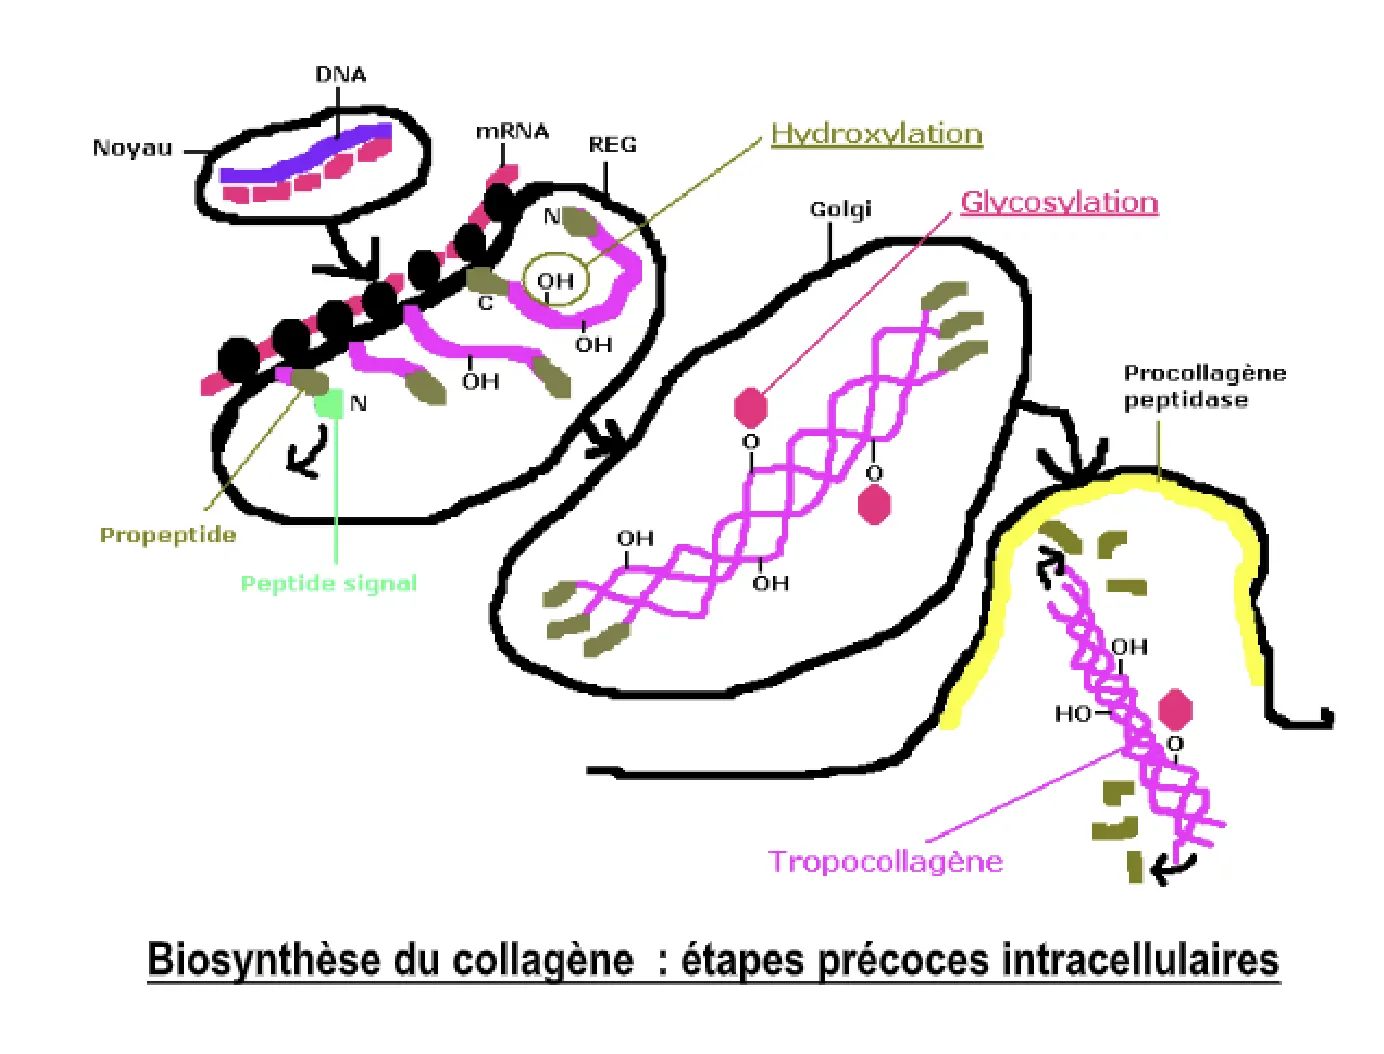 DNA
Noyau
mRNA
REG
Hydroxylation
Glycosylation
Golgi
N
OH
C
OH
OH
N
Propeptide
Peptide signal
O
O
OH
OH
Procollagène
peptidase
OH
HO
O
Tropocollagène
Biosynthèse du collagène : étapes précoces intracellulaires